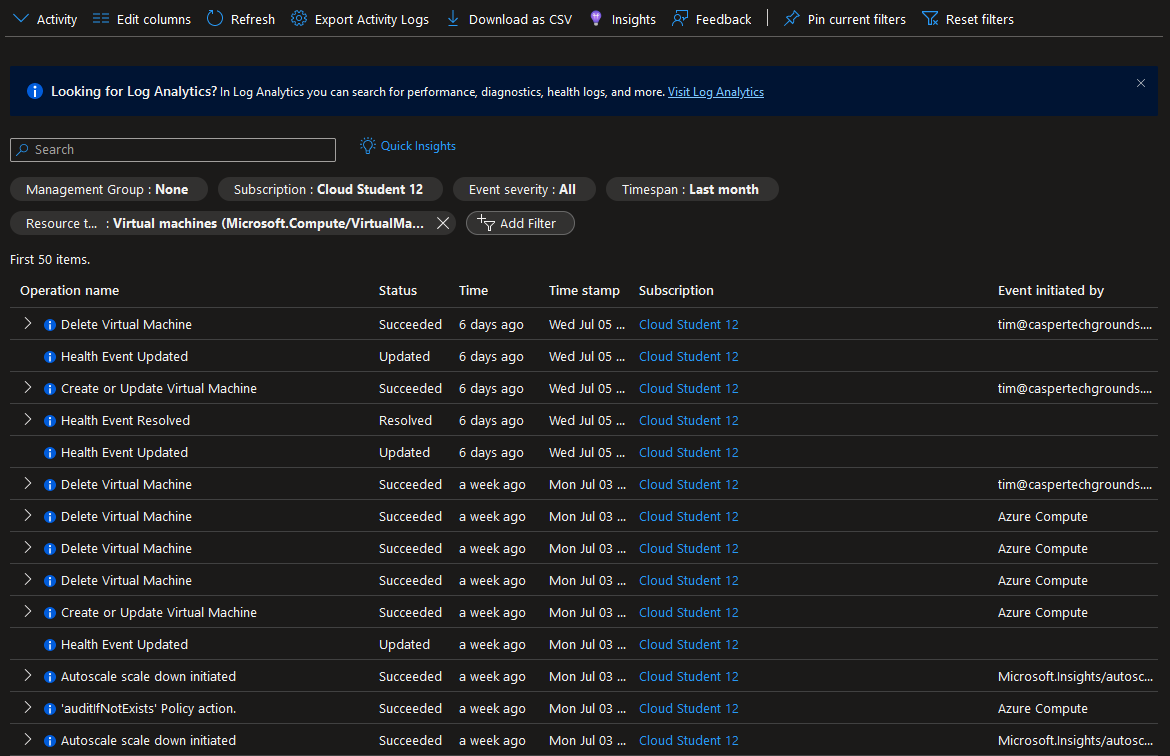 Activity Edit columns Refresh Export Activity Logs Download as CSV Insights Feedback Pin current filters Reset filters
Looking for Log Analytics? In Log Analytics you can search for performance, diagnostics, health logs, and more. Visit Log Analytics
Search Quick Insights
Management Group : None Subscription : Cloud Student 12 Event severity : All Timespan : Last month
Resource t... : Virtual machines (Microsoft.Compute/VirtualMa... Add Filter
First 50 items.
Operation name Status Time Time stamp Subscription Event initiated by
Delete Virtual Machine Succeeded 6 days ago Wed Jul 05 ... Cloud Student 12 tim@caspertechgrounds....
Health Event Updated Updated 6 days ago Wed Jul 05 ... Cloud Student 12
Create or Update Virtual Machine Succeeded 6 days ago Wed Jul 05 ... Cloud Student 12 tim@caspertechgrounds....
Health Event Resolved Resolved 6 days ago Wed Jul 05 ... Cloud Student 12
Health Event Updated Updated 6 days ago Wed Jul 05 ... Cloud Student 12
Delete Virtual Machine Succeeded a week ago Mon Jul 03 ... Cloud Student 12 tim@caspertechgrounds....
Delete Virtual Machine Succeeded a week ago Mon Jul 03 ... Cloud Student 12 Azure Compute
Delete Virtual Machine Succeeded a week ago Mon Jul 03 ... Cloud Student 12 Azure Compute
Delete Virtual Machine Succeeded a week ago Mon Jul 03 ... Cloud Student 12 Azure Compute
Create or Update Virtual Machine Succeeded a week ago Mon Jul 03 ... Cloud Student 12 Azure Compute
Health Event Updated Updated a week ago Mon Jul 03 ... Cloud Student 12
Autoscale scale down initiated Succeeded a week ago Mon Jul 03 ... Cloud Student 12 Microsoft.Insights/autosc...
'auditIfNotExists' Policy action. Succeeded a week ago Mon Jul 03 ... Cloud Student 12 Azure Compute
Autoscale scale down initiated Succeeded a week ago Mon Jul 03 ... Cloud Student 12 Microsoft.Insights/autosc...